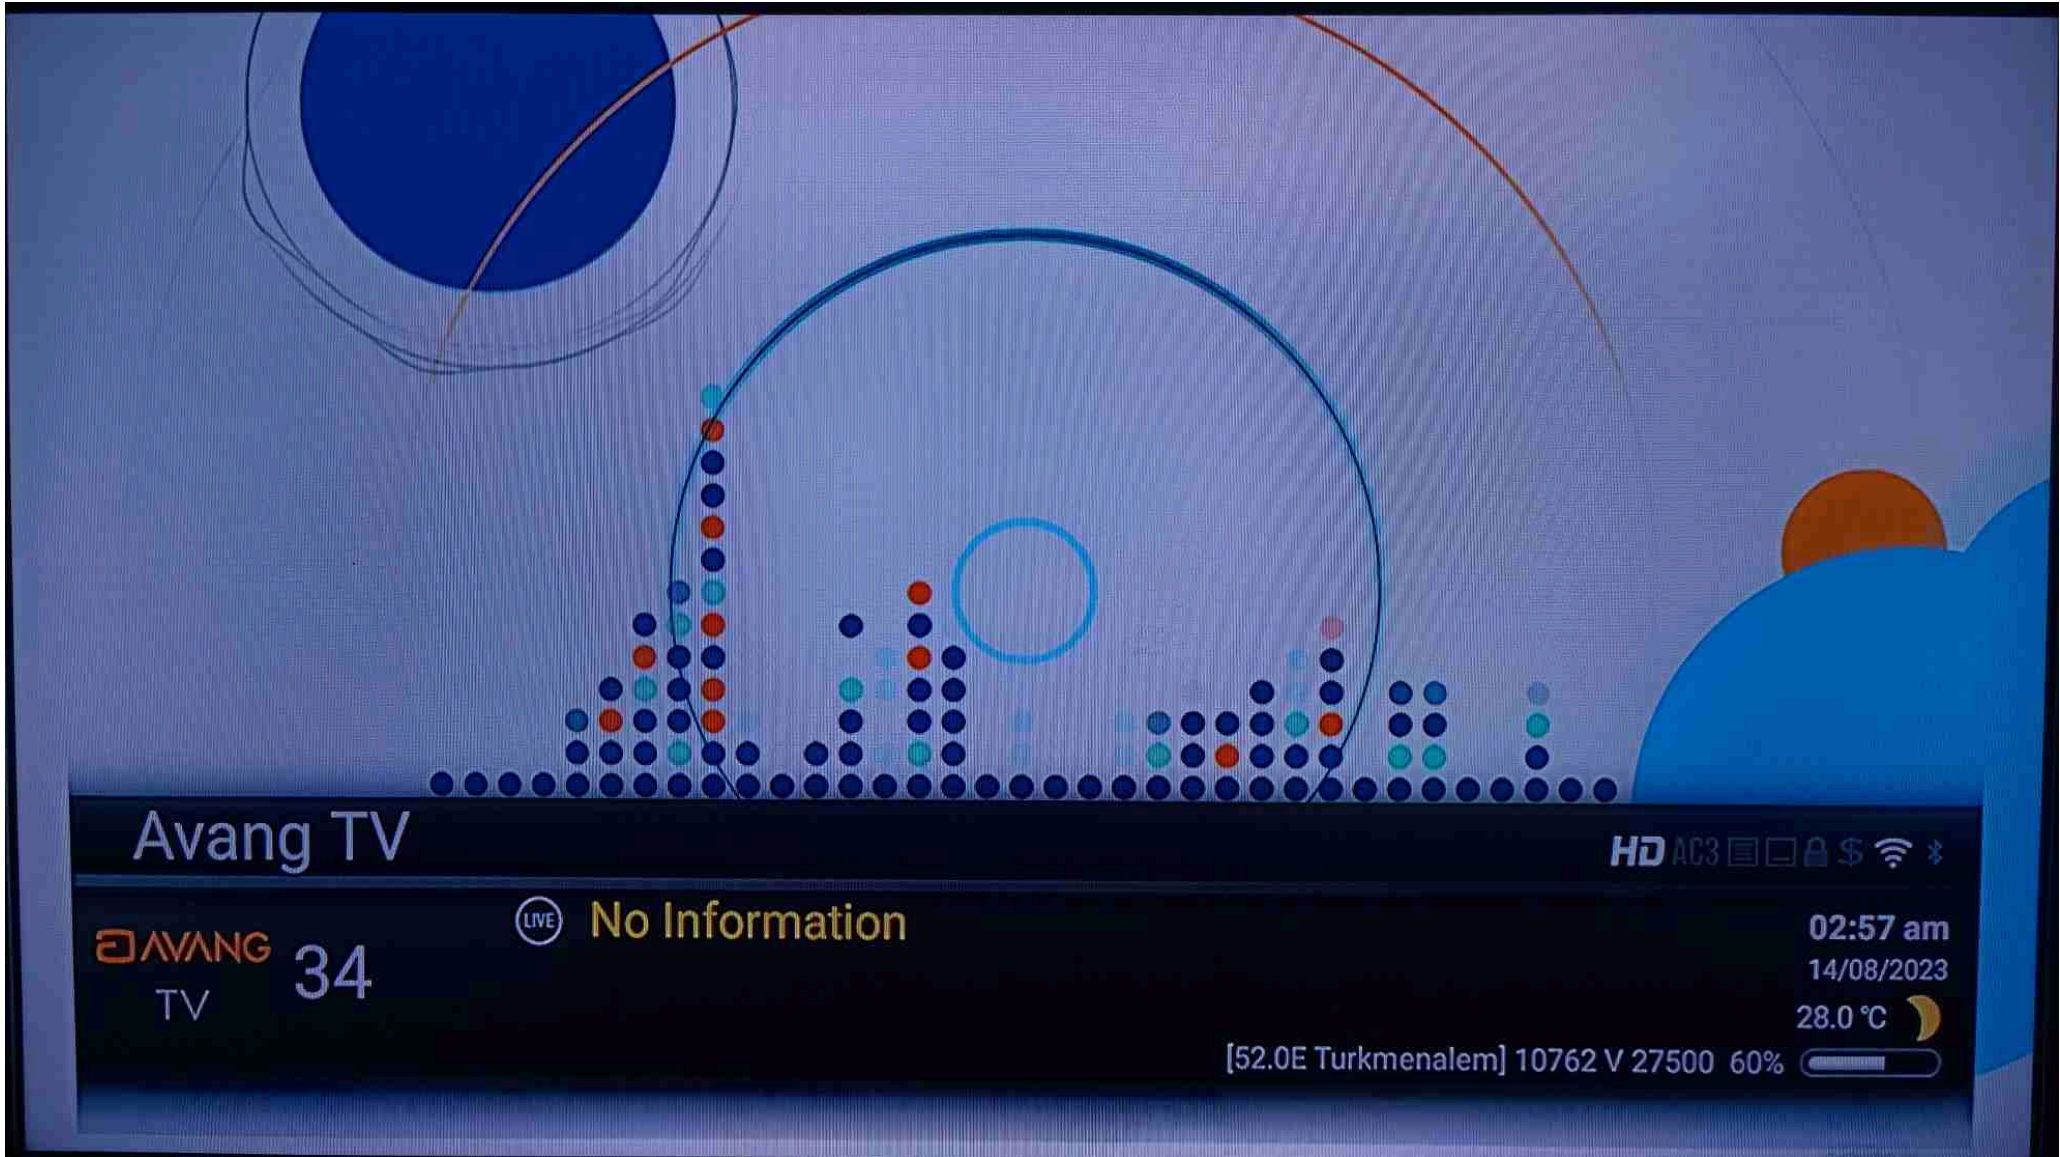 Avang TV
HD AC3 $
AVANG
TV
34
LIVE No Information
02:57 am
14/08/2023
28.0 °C
[52.0E Turkmenalem] 10762 V 27500 60%